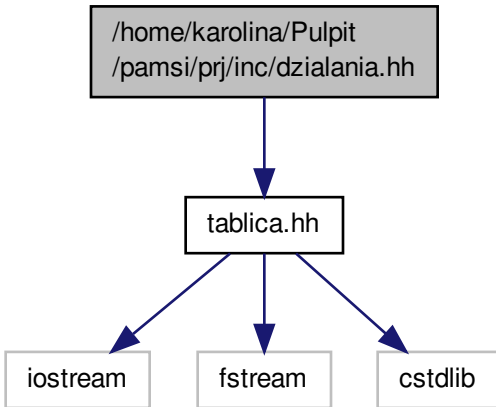 /home/karolina/Pulpit
/pamsi/prj/inc/dzialania.hh
tablica.hh
iostream
fstream
cstdlib